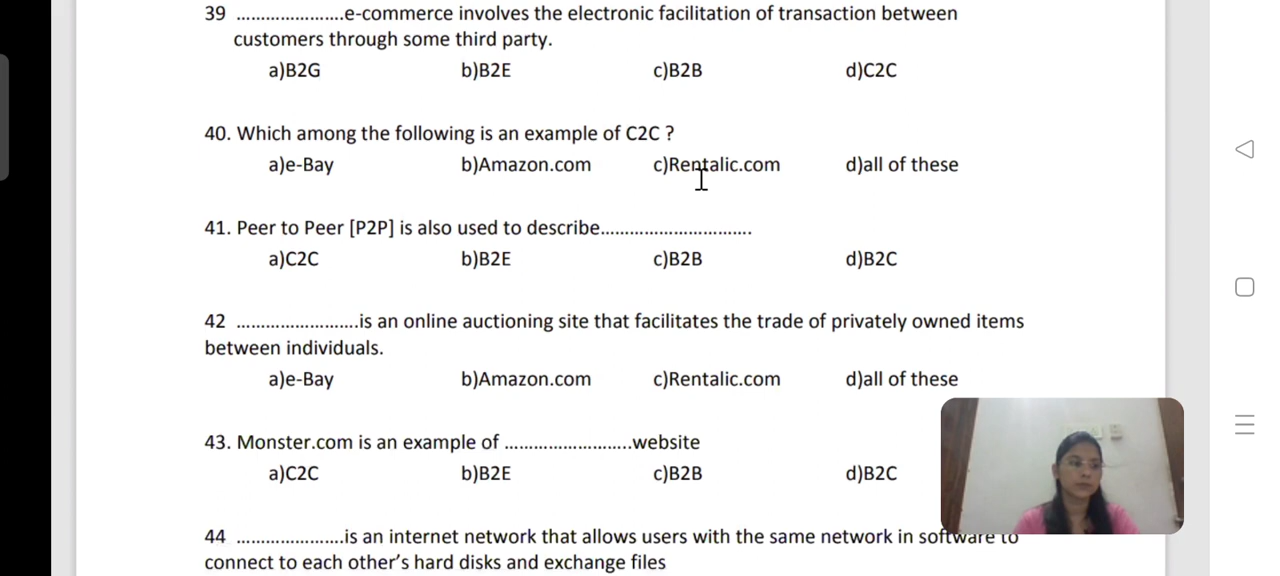 39 ......................e-commerce involves the electronic facilitation of transaction between
customers through some third party.
a)B2G b)B2E c)B2B d)C2C
40. Which among the following is an example of C2C ?
a)e-Bay b)Amazon.com c)Rentalic.com d)all of these
41. Peer to Peer [P2P] is also used to describe...............................
a)C2C b)B2E c)B2B d)B2C
42 .........................is an online auctioning site that facilitates the trade of privately owned items
between individuals.
a)e-Bay b)Amazon.com c)Rentalic.com d)all of these
43. Monster.com is an example of ..........................website
a)C2C b)B2E c)B2B d)B2C
44 ......................is an internet network that allows users with the same network in software to
connect to each other's hard disks and exchange files